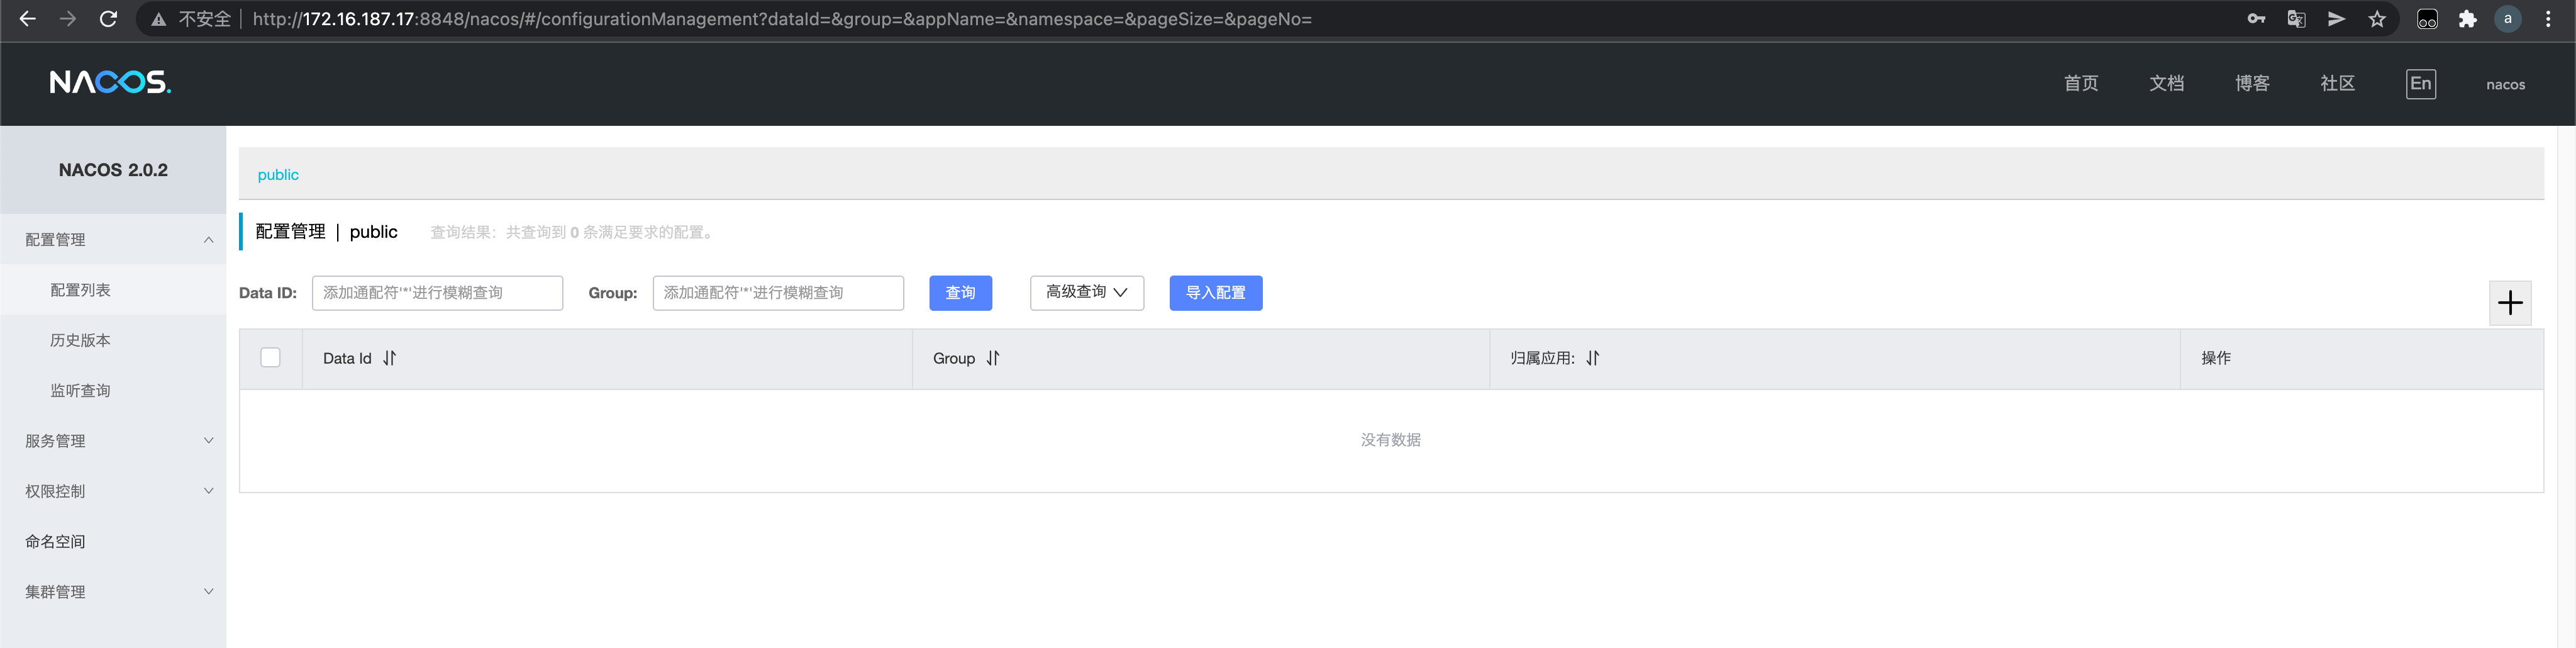 不安全 | http://172.16.187.17:8848/nacos/#/configurationManagement?dataId=&group=&appName=&namespace=&pageSize=&pageNo=
a
NACOS.
首页 文档 博客 社区 En nacos
NACOS 2.0.2
配置管理
配置列表
历史版本
监听查询
服务管理
权限控制
命名空间
集群管理
public
配置管理 | public 查询结果：共查询到 0 条满足要求的配置。
Data ID: 添加通配符'*'进行模糊查询 Group: 添加通配符'*'进行模糊查询 查询 高级查询 导入配置
Data Id Group 归属应用: 操作
没有数据